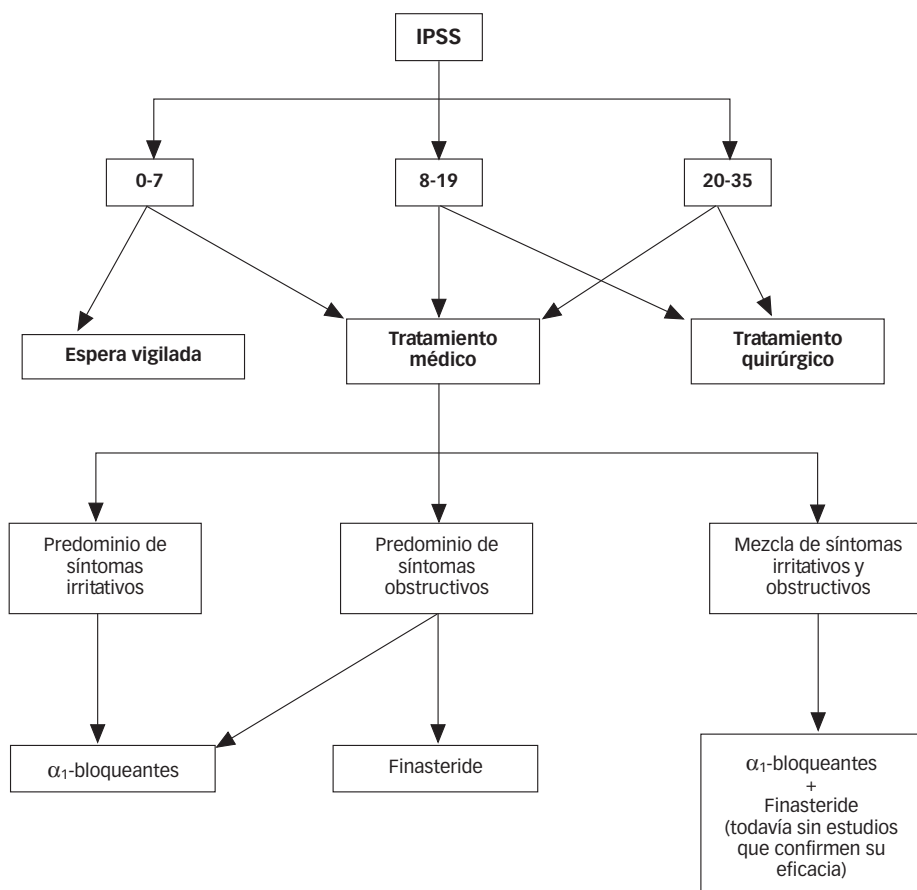 IPSS
0-7
8-19
20-35
Espera vigilada
Tratamiento
médico
Tratamiento
quirúrgico
Predominio de
síntomas
irritativos
Predominio de
síntomas
obstructivos
Mezcla de síntomas
irritativos y
obstructivos
α₁-bloqueantes
Finasteride
α₁-bloqueantes
+
Finasteride
(todavía sin estudios
que confirmen su
eficacia)